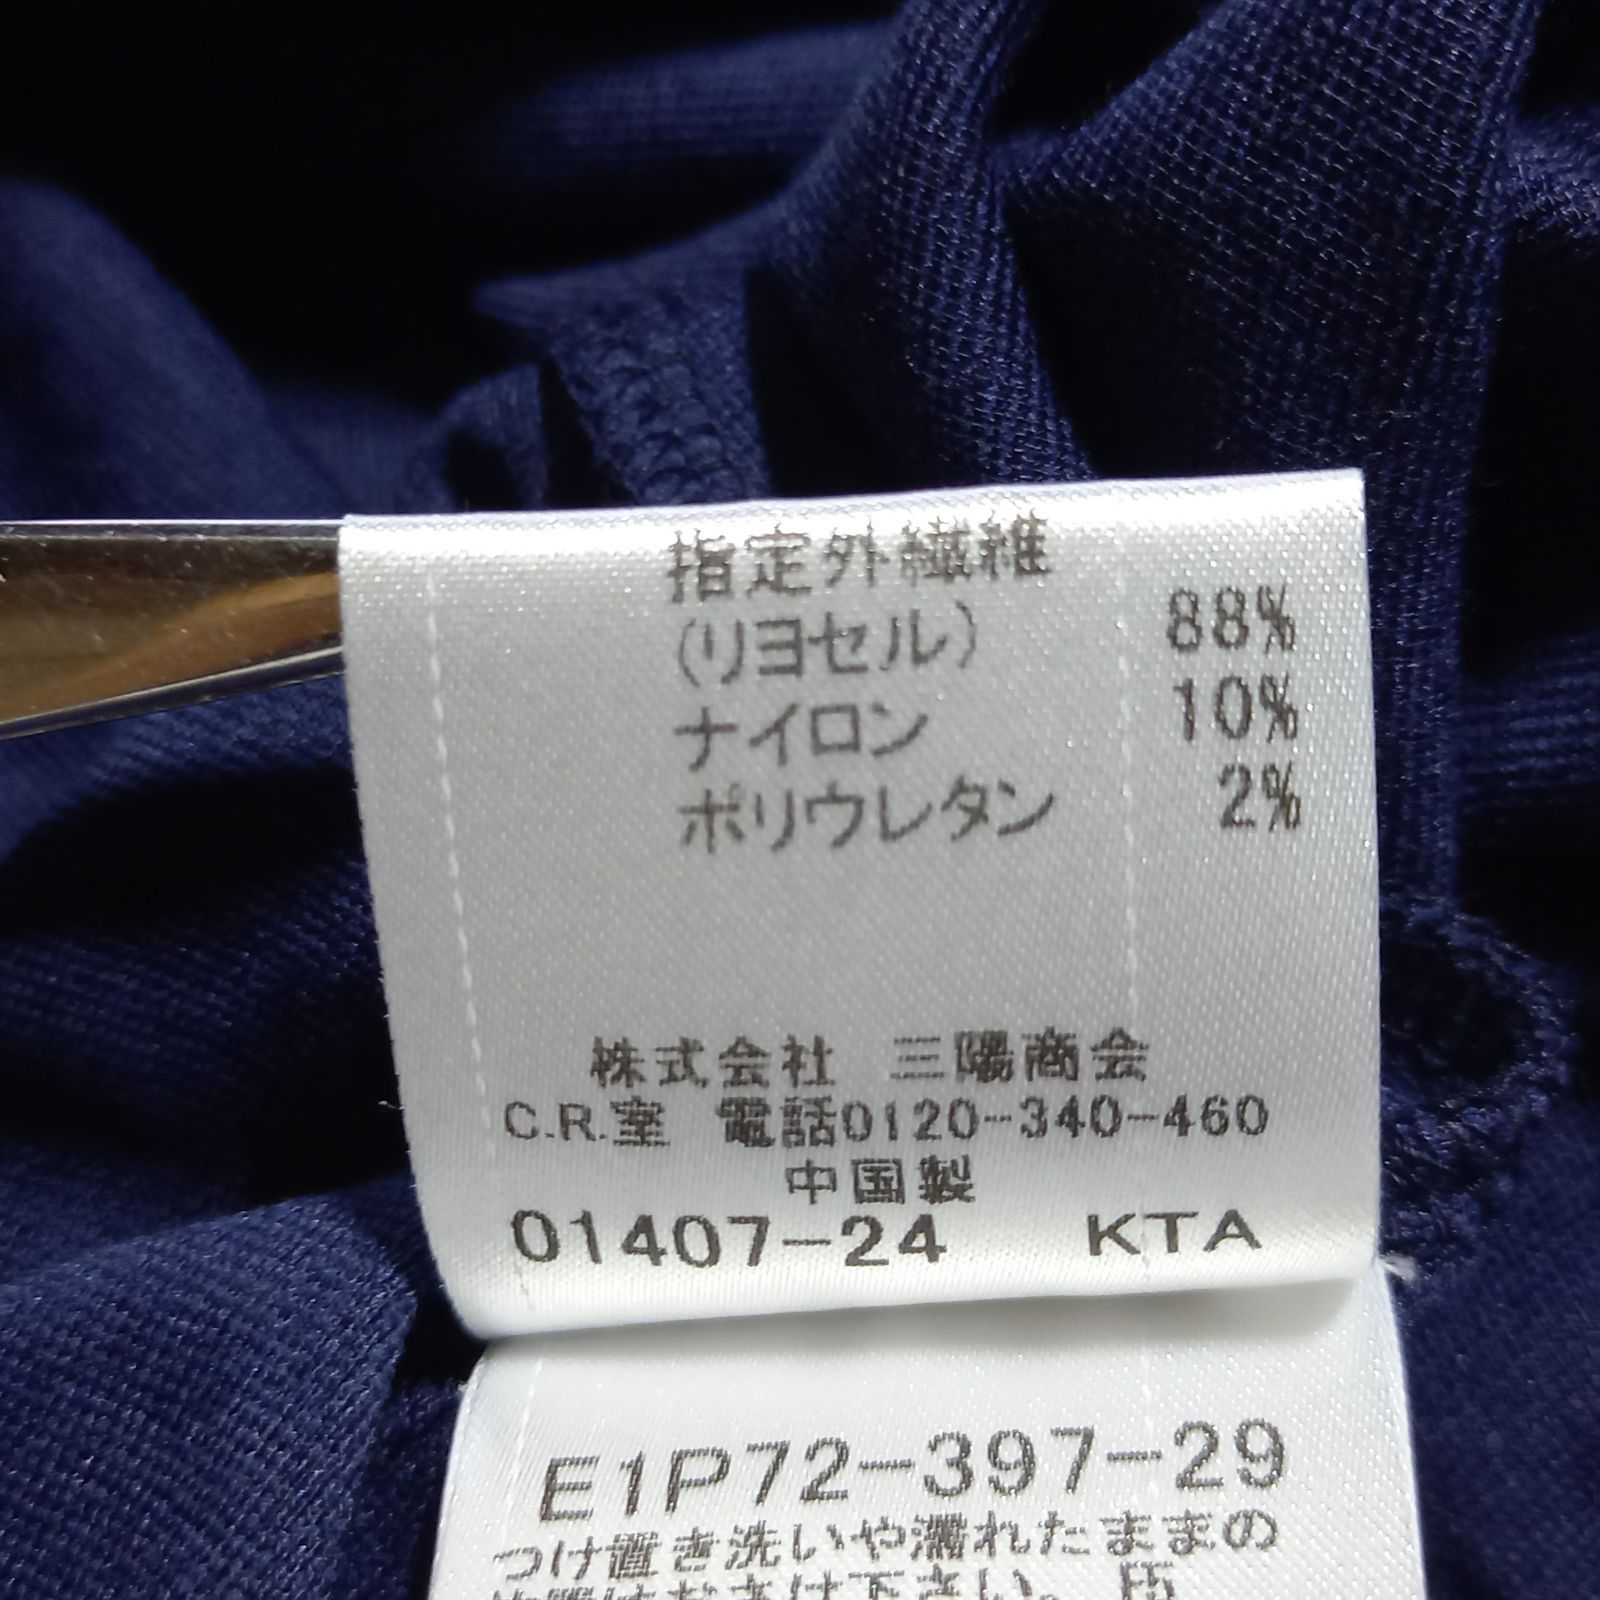 指定外繊維
(リヨセル) 88%
ナイロン 10%
ポリウレタン 2%
株式会社 三陽商会
C.R.室 電話0120-340-460
中国製
01407-24 KTA
E1P72-397-29
つけ置き洗いや濡れたままの